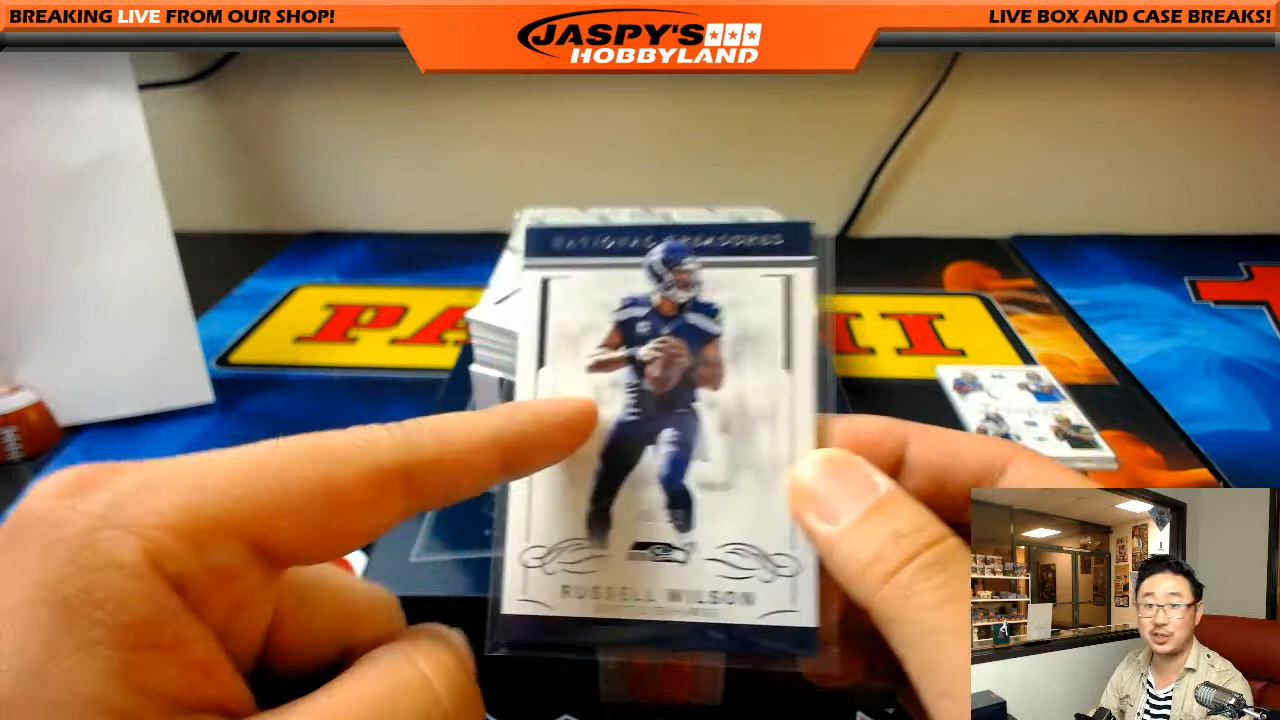 BREAKING LIVE FROM OUR SHOP!
JASPY'S
HOBBYLAND
LIVE BOX AND CASE BREAKS!
NATIONAL TREASURES
RUSSELL WILSON